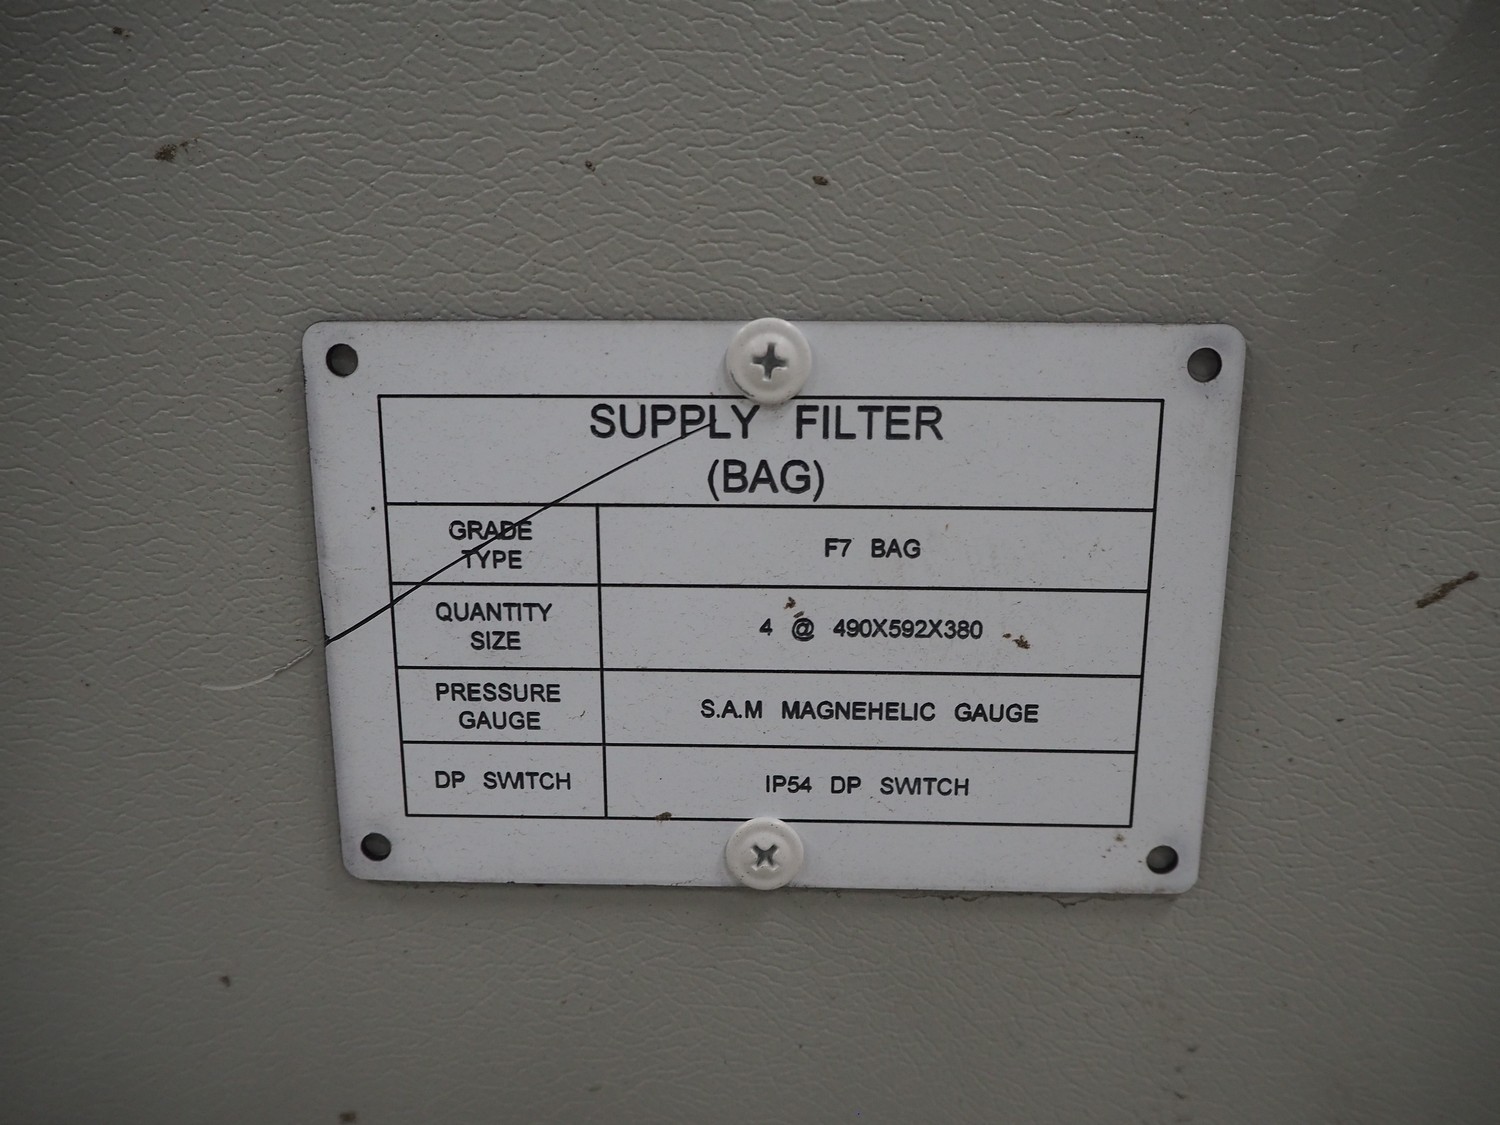 SUPPLY FILTER
(BAG)
GRADE
TYPE
F7 BAG
QUANTITY
SIZE
4 @ 490X592X380
PRESSURE
GAUGE
S.A.M MAGNEHELIC GAUGE
DP SWITCH
IP54 DP SWITCH